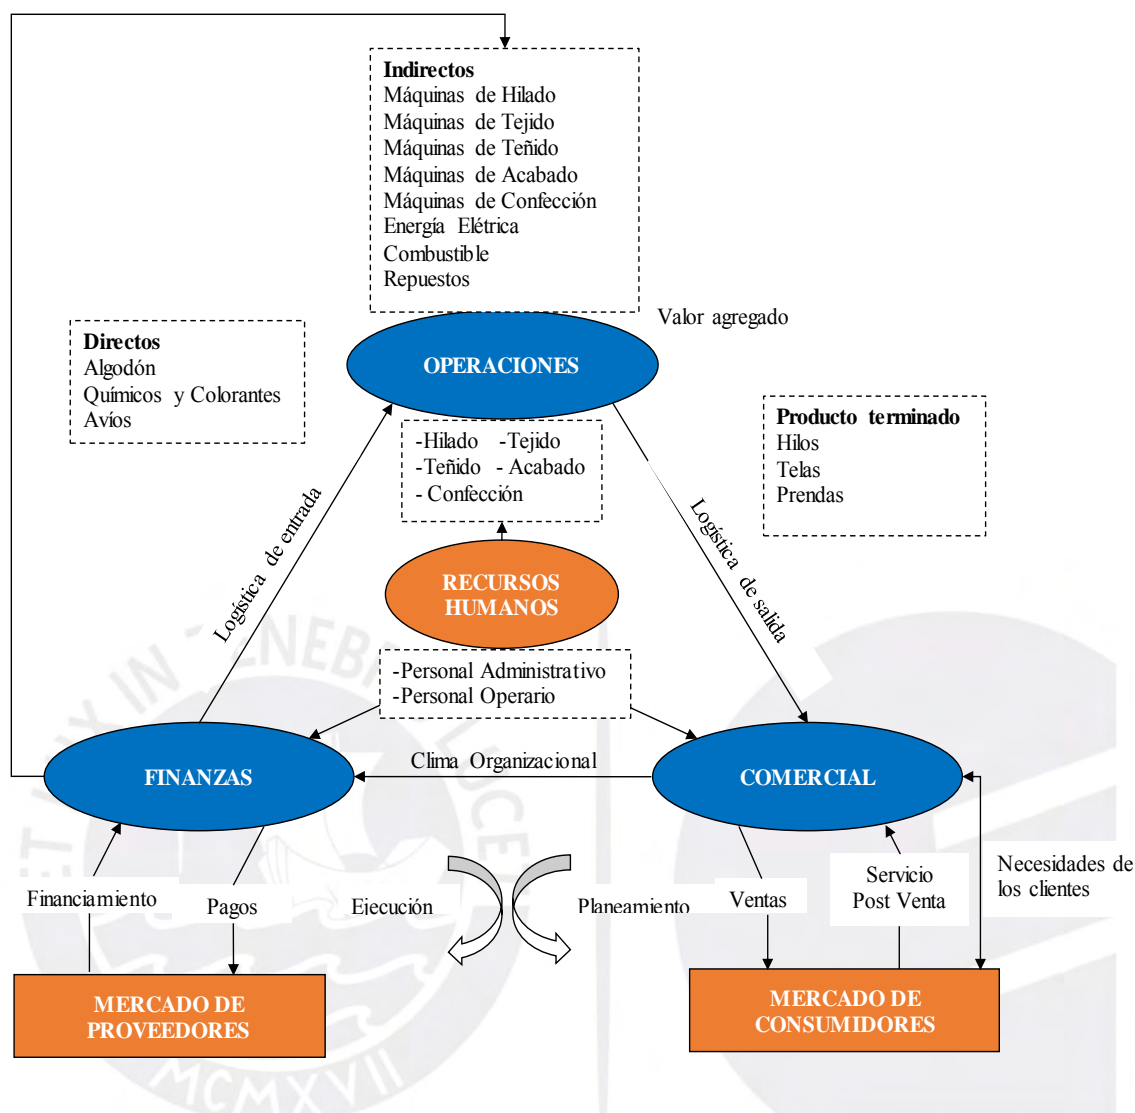 Indirectos
Máquinas de Hilado
Máquinas de Tejido
Máquinas de Teñido
Máquinas de Acabado
Máquinas de Confección
Energía Elétrica
Combustible
Repuestos
Valor agregado
Directos
Algodón
Químicos y Colorantes
Avíos
OPERACIONES
Producto terminado
Hilos
Telas
Prendas
-Hilado -Tejido
-Teñido - Acabado
- Confección
Logística de entrada
Logística de salida
RECURSOS
HUMANOS
-Personal Administrativo
-Personal Operario
FINANZAS
Clima Organizacional
COMERCIAL
Financiamiento
Pagos
Ejecución
Planeamiento
Ventas
Servicio
Post Venta
Necesidades de
los clientes
MERCADO DE
PROVEEDORES
MERCADO DE
CONSUMIDORES
MCMXVII